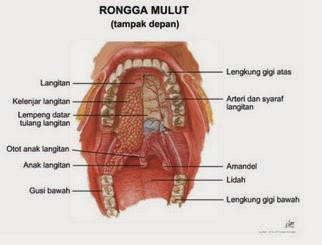 RONGGA MULUT
(tampak depan)
Langitan
Kelenjar langitan
Lempeng datar
tulang langitan
Otot anak langitan
Anak langitan
Gusi bawah
Lengkung gigi atas
Arteri dan syaraf
langitan
Amandel
Lidah
Lengkung gigi bawah